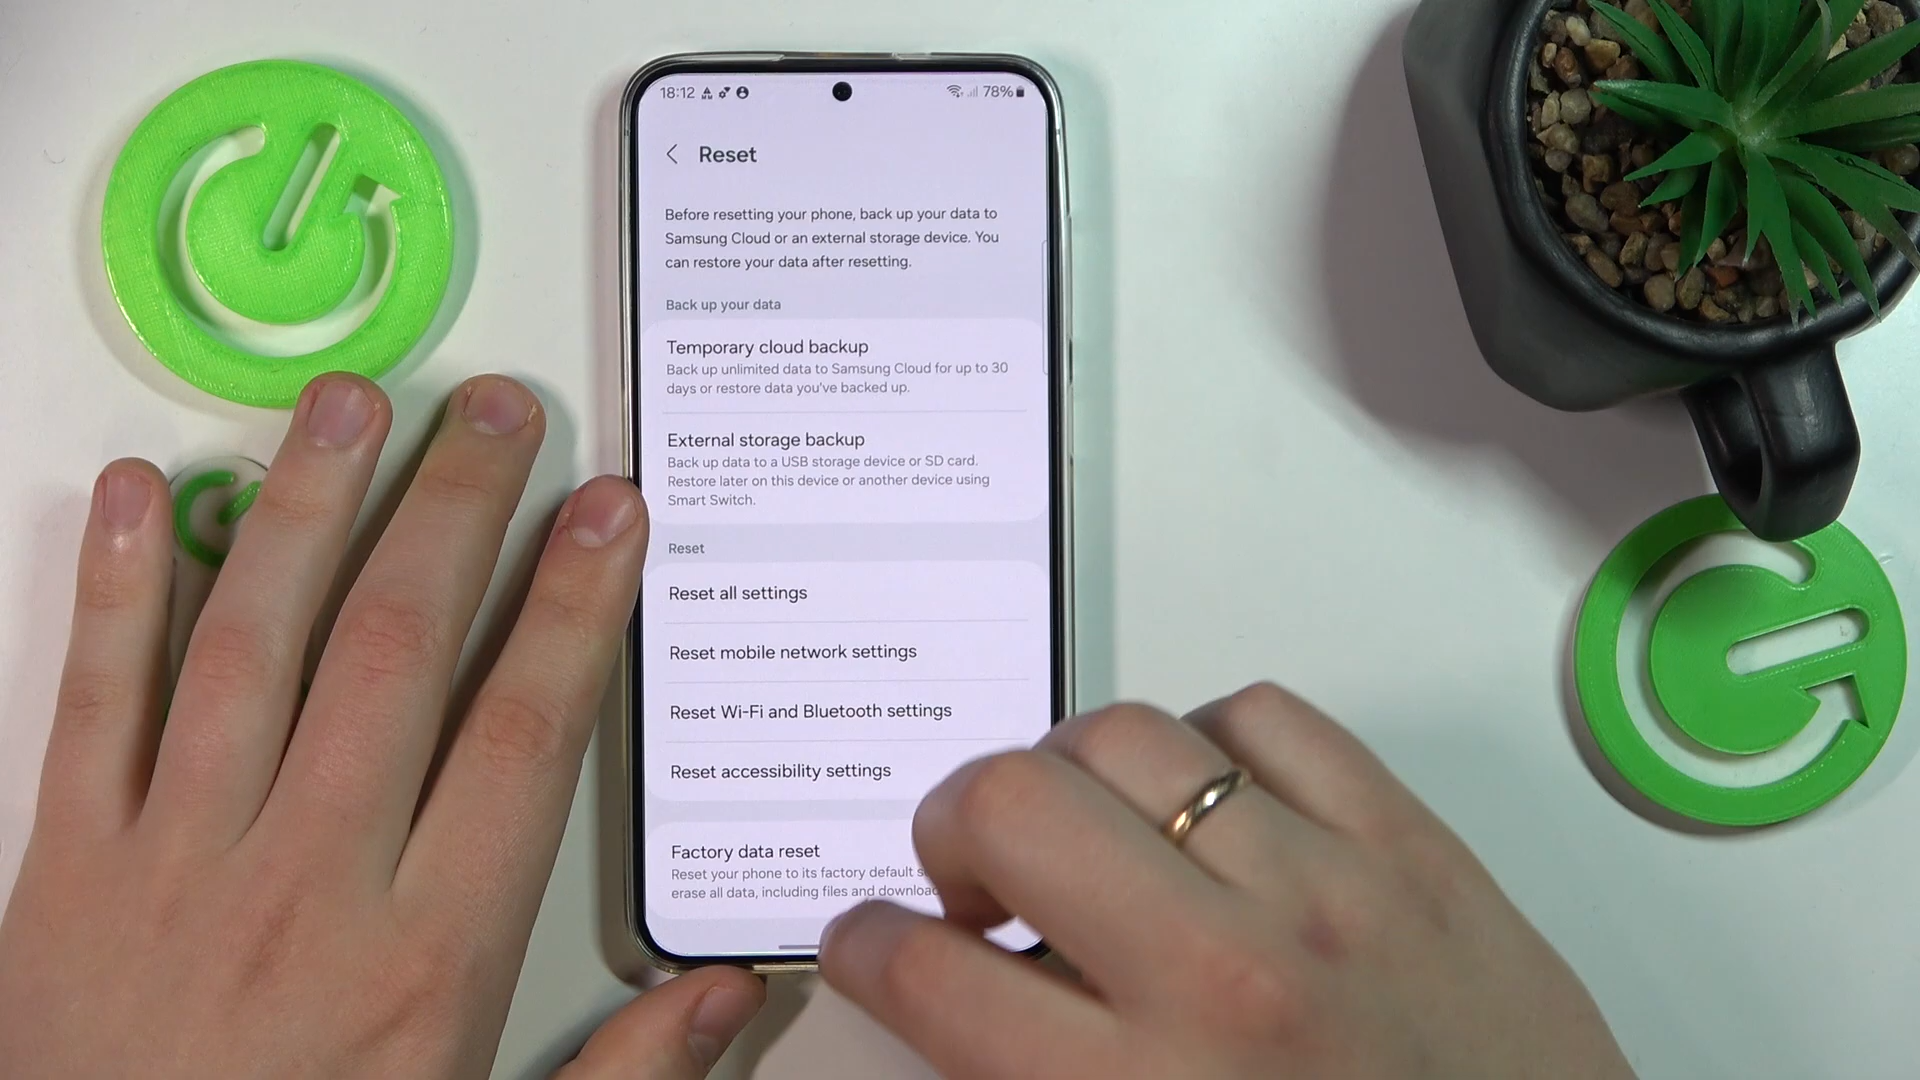 18:12 78%
Reset
Before resetting your phone, back up your data to
Samsung Cloud or an external storage device. You
can restore your data after resetting.
Back up your data
Temporary cloud backup
Back up unlimited data to Samsung Cloud for up to 30
days or restore data you've backed up.
External storage backup
Back up data to a USB storage device or SD card.
Restore later on this device or another device using
Smart Switch.
Reset
Reset all settings
Reset mobile network settings
Reset Wi-Fi and Bluetooth settings
Reset accessibility settings
Factory data reset
Reset your phone to its factory default
erase all data, including files and